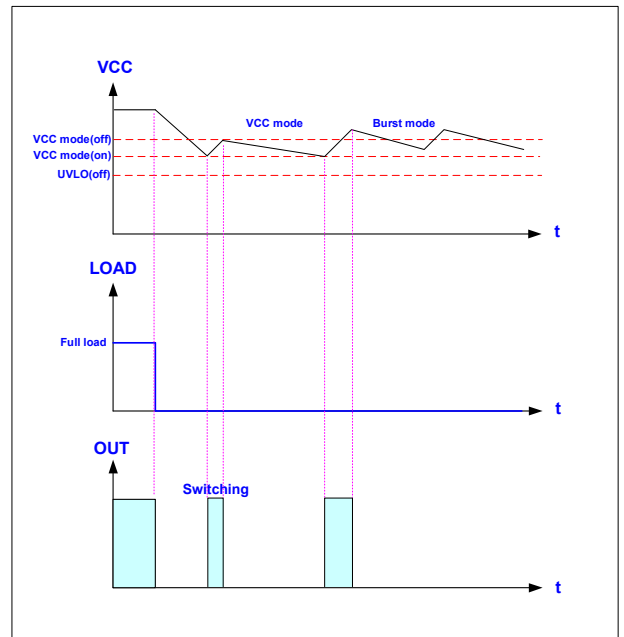 VCC
VCC mode
Burst mode
VCC mode(off)
VCC mode(on)
UVLO(off)
t
LOAD
Full load
t
OUT
Switching
t